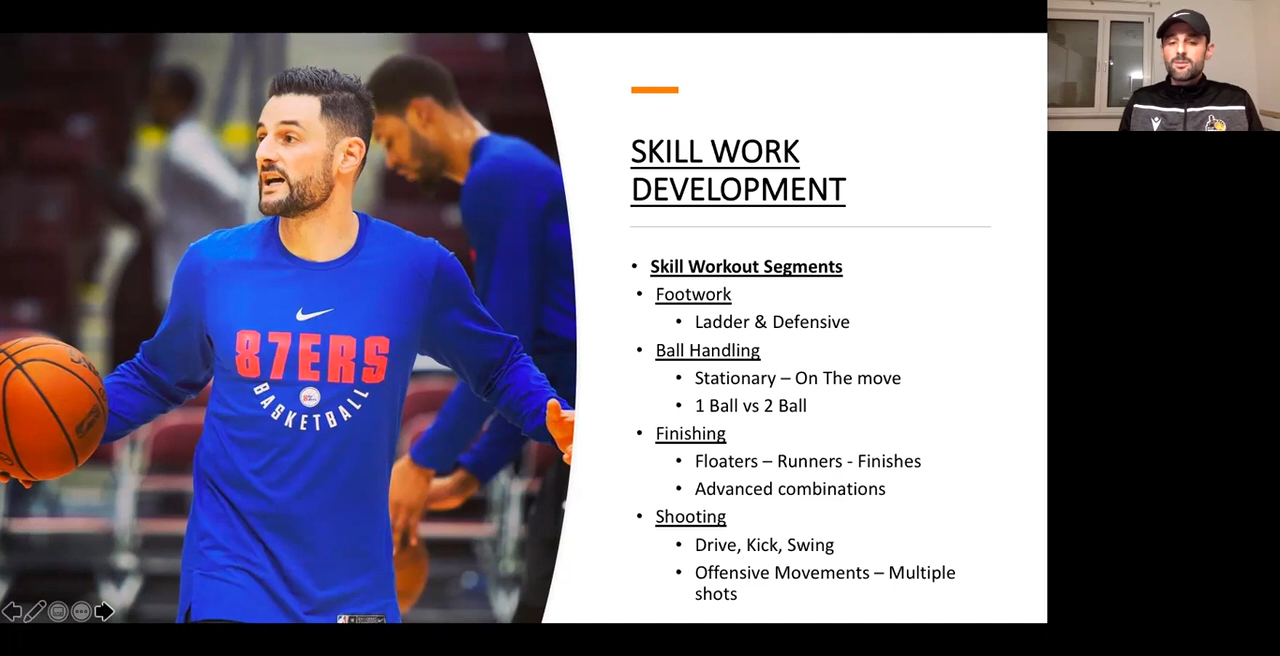 SKILL WORK
DEVELOPMENT
Skill Workout Segments
Footwork
Ladder & Defensive
Ball Handling
Stationary – On The move
1 Ball vs 2 Ball
Finishing
Floaters – Runners - Finishes
Advanced combinations
Shooting
Drive, Kick, Swing
Offensive Movements – Multiple
shots
87ERS
BASKETBALL